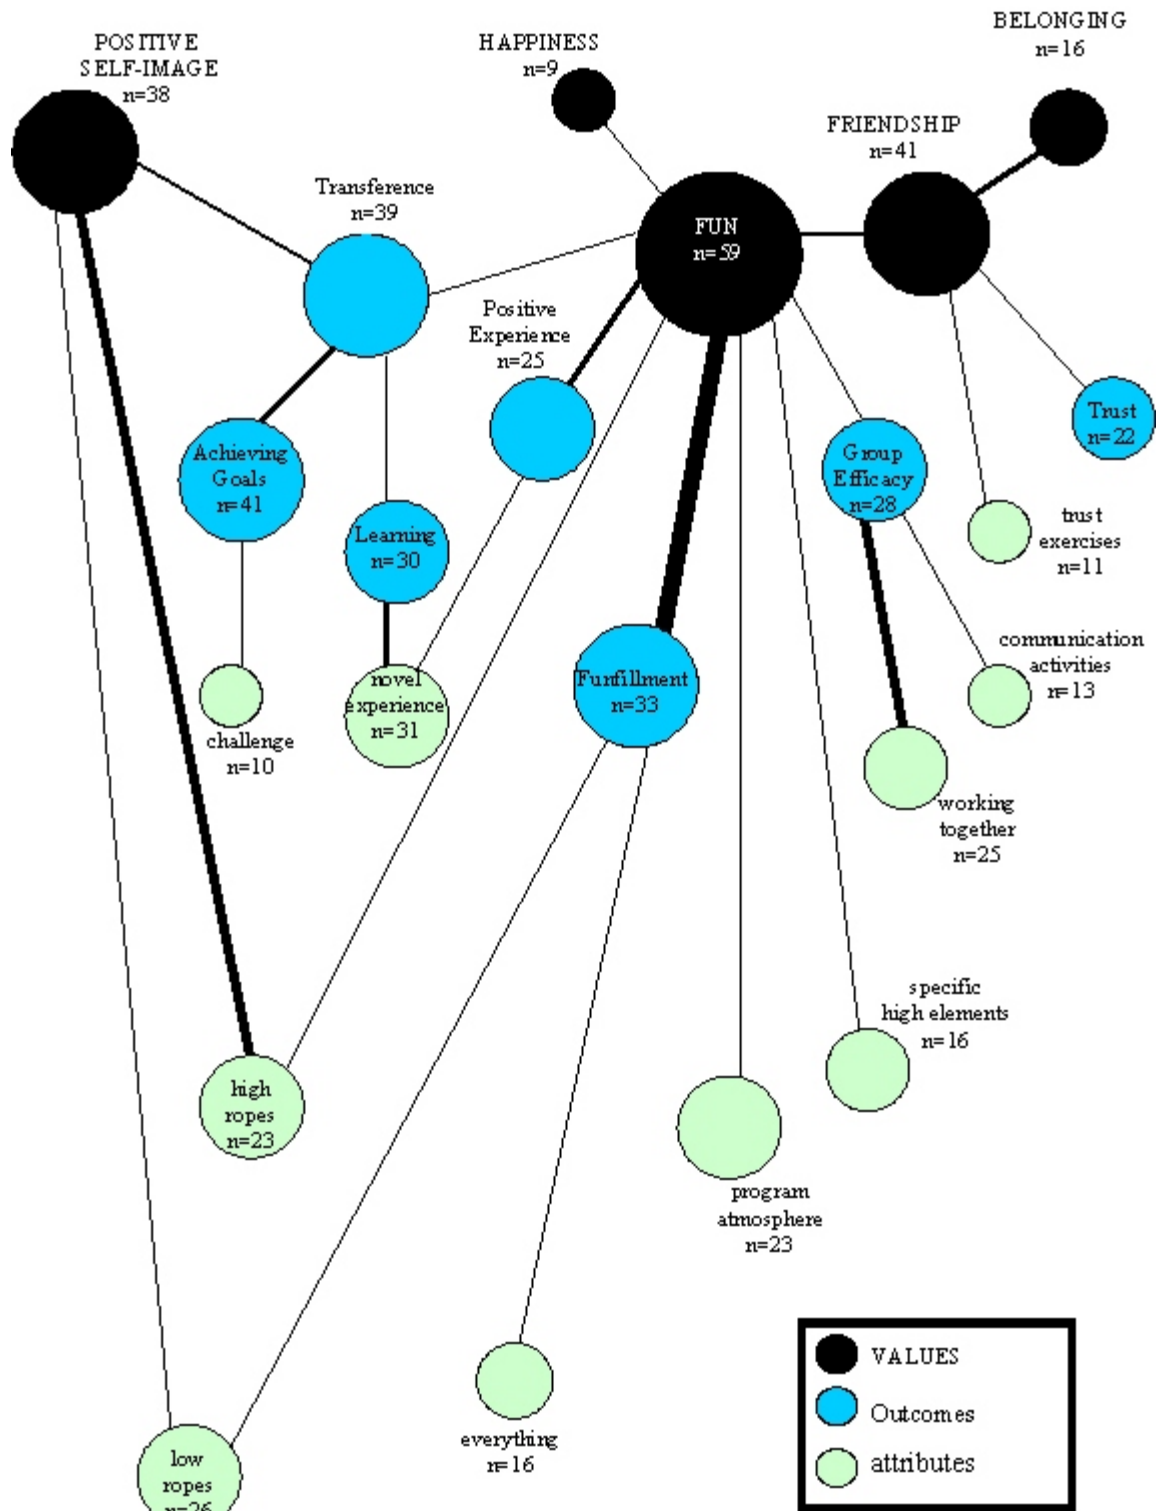 BELONGING
n=16
POSITIVE
SELF-IMAGE
n=38
HAPPINESS
n=9
FRIENDSHIP
n=41
Transference
n=39
FUN
n=59
Positive
Experience
n=25
Trust
n=22
Achieving
Goals
n=41
Group
Efficacy
n=28
Learning
n=30
trust
exercises
n=11
communication
activities
n=13
novel
experience
n=31
Funfillment
n=33
challenge
n=10
working
together
n=25
specific
high elements
n=16
high
ropes
n=23
program
atmosphere
n=23
everything
n=16
low
ropes
n=26
VALUES
Outcomes
attributes